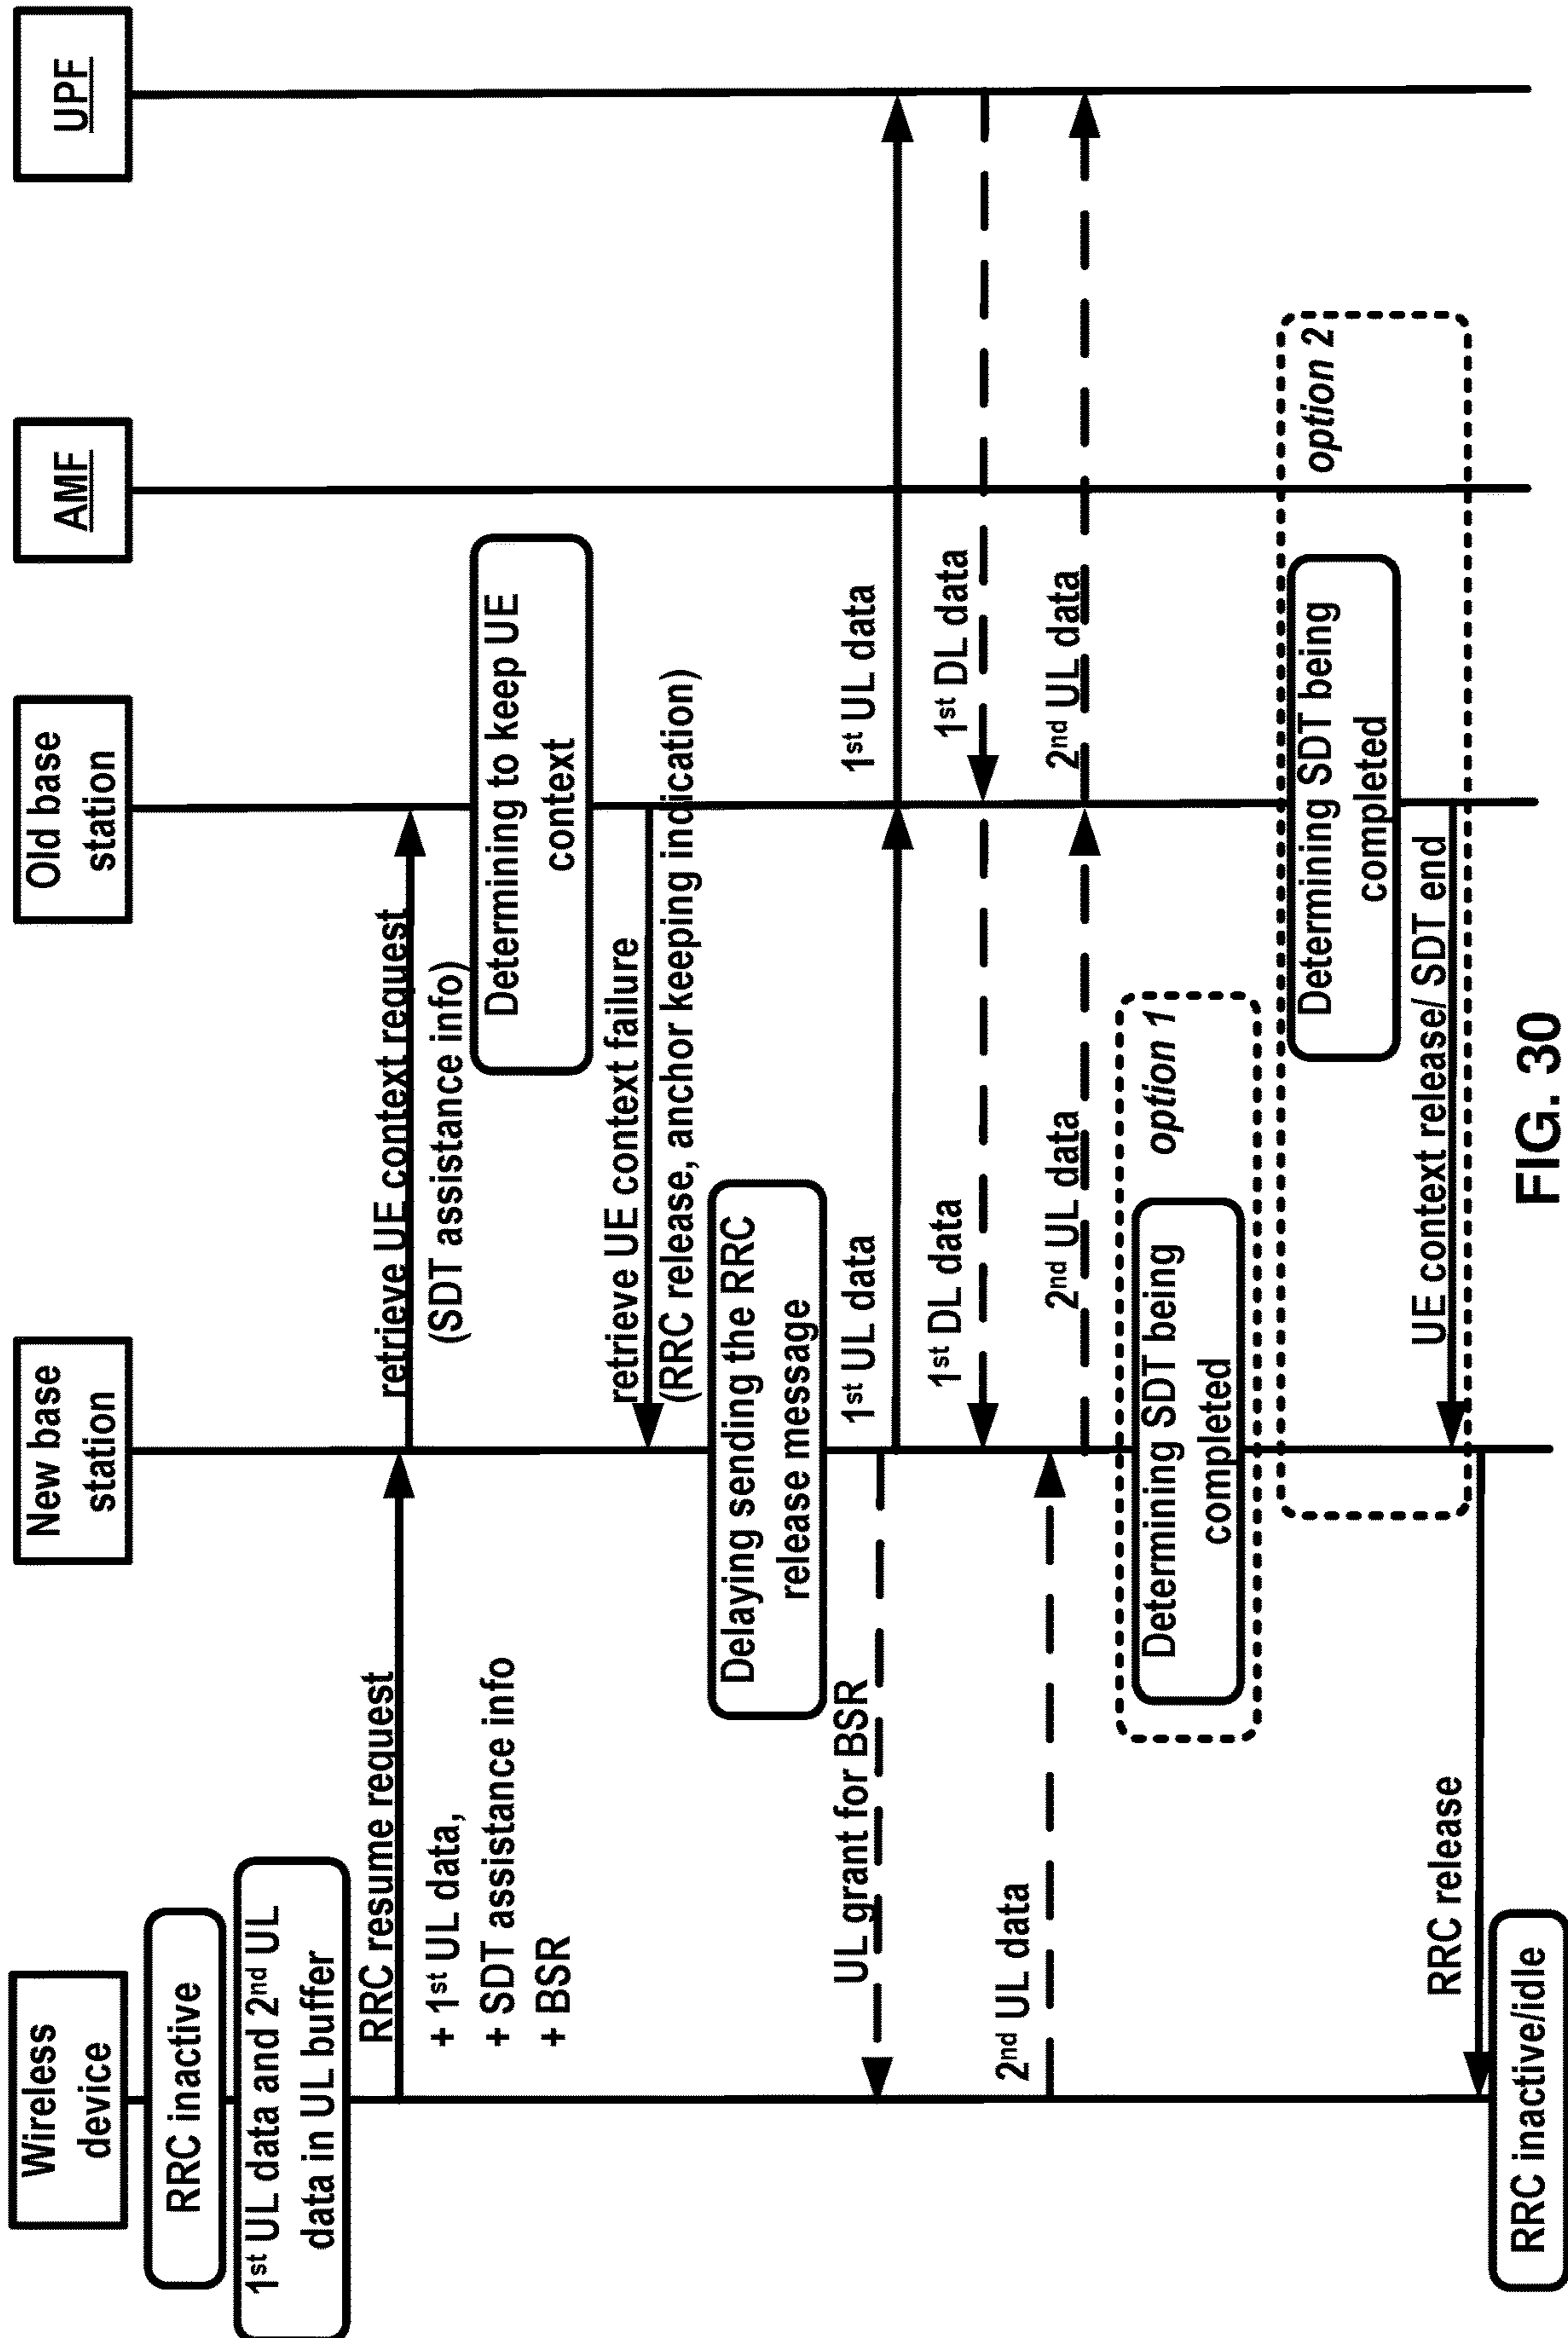 Wireless
device
New base
station
Old base
station
AMF
UPF
RRC inactive
1st UL data and 2nd UL
data in UL buffer
RRC resume request
+ 1st UL data,
+ SDT assistance info
+ BSR
retrieve UE context request
(SDT assistance info)
Determining to keep UE
context
retrieve UE context failure
(RRC release, anchor keeping indication)
Delaying sending the RRC
release message
UL grant for BSR
1st UL data
1st UL data
1st DL data
1st DL data
2nd UL data
2nd UL data
2nd UL data
option 1
Determining SDT being
completed
option 2
Determining SDT being
completed
UE context release/ SDT end
RRC release
RRC inactive/idle
FIG. 30